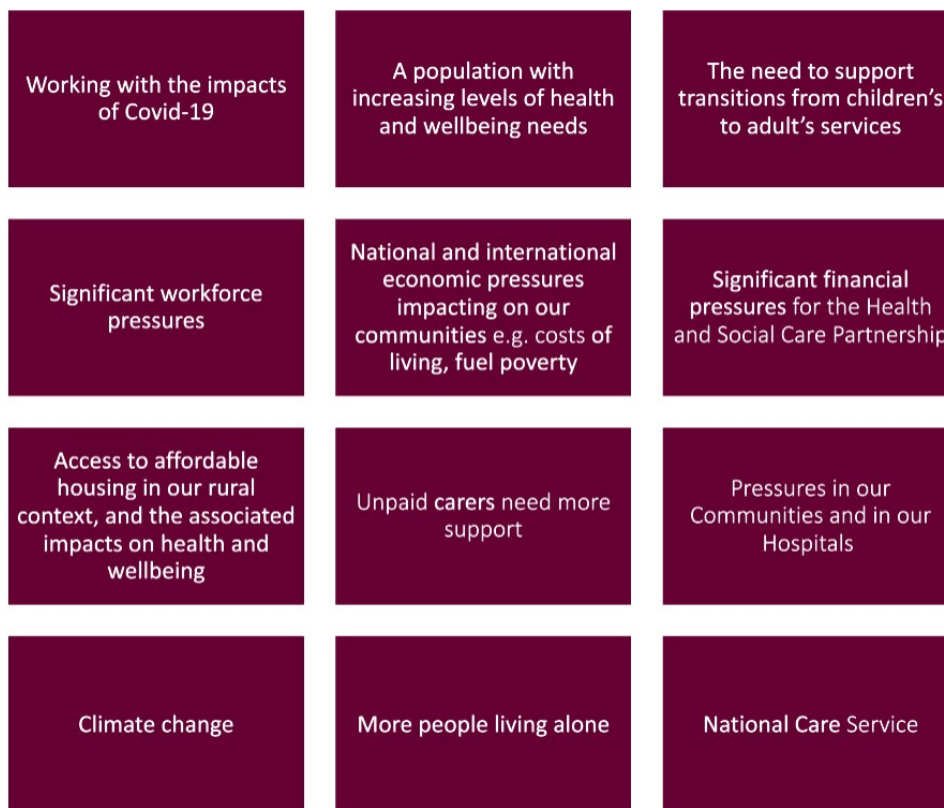 Working with the impacts
of Covid-19
A population with
increasing levels of health
and wellbeing needs
The need to support
transitions from children's
to adult's services
Significant workforce
pressures
National and international
economic pressures
impacting on our
communities e.g. costs of
living, fuel poverty
Significant financial
pressures for the Health
and Social Care Partnership
Access to affordable
housing in our rural
context, and the associated
impacts on health and
wellbeing
Unpaid carers need more
support
Pressures in our
Communities and in our
Hospitals
Climate change
More people living alone
National Care Service